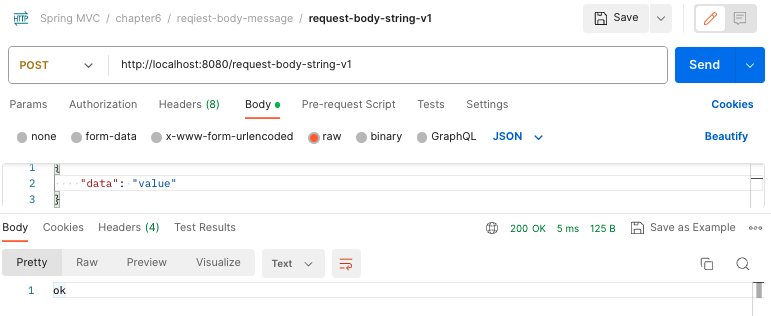 HTTP Spring MVC / chapter6 / reqiest-body-message / request-body-string-v1 Save
POST http://localhost:8080/request-body-string-v1 Send
Params Authorization Headers (8) Body Pre-request Script Tests Settings Cookies
none form-data x-www-form-urlencoded raw binary GraphQL JSON Beautify
1 {
2 "data": "value"
3 }
Body Cookies Headers (4) Test Results 200 OK 5 ms 125 B Save as Example
Pretty Raw Preview Visualize Text
1 ok